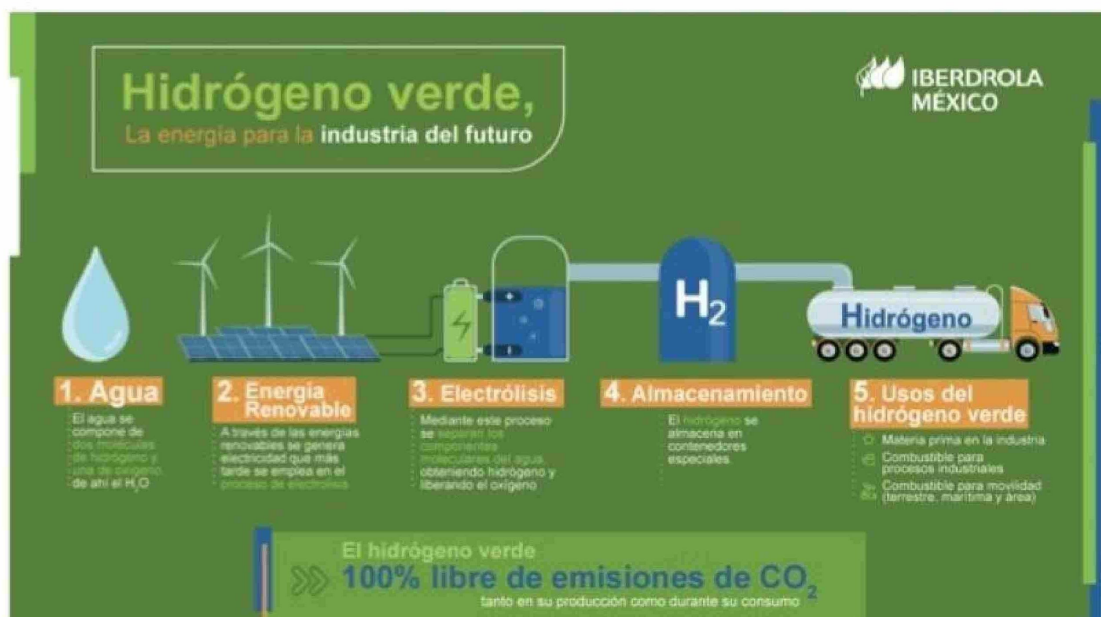 Hidrógeno verde,
La energía para la industria del futuro
IBERDROLA
MÉXICO
H2
Hidrógeno
1. Agua
El agua se
compone de
dos moléculas
de hidrógeno y
una de oxígeno
de ahí el H2O
2. Energía
Renovable
A través de las energías
renovables se genera
electricidad que más
tarde se emplea en el
proceso de electrólisis
3. Electrólisis
Mediante este proceso
se separan los
componentes
moleculares del agua
obteniendo hidrógeno y
liberando el oxígeno
4. Almacenamiento
El hidrógeno se
almacena en
contenedores
especiales.
5. Usos del
hidrógeno verde
Materia prima en la industria
Combustible para
procesos industriales
Combustible para movilidad
(terrestre, marítima y área)
El hidrógeno verde
100% libre de emisiones de CO2
tanto en su producción como durante su consumo